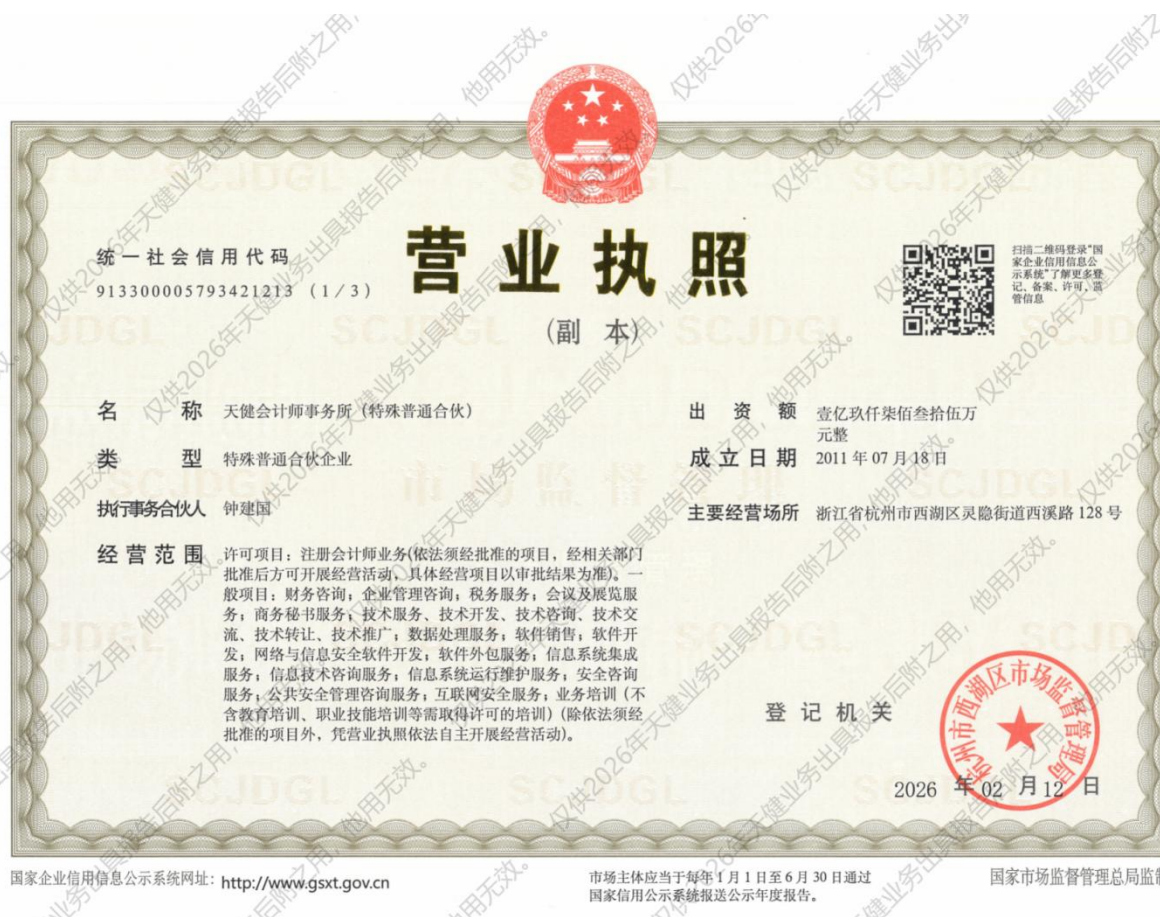 营业执照
(副 本)
统一社会信用代码
913300005793421213 (1/3)
扫描二维码登录“国
家企业信用信息公
示系统”了解更多登
记、备案、许可、监
管信息
名 称 天健会计师事务所（特殊普通合伙）
类 型 特殊普通合伙企业
执行事务合伙人 钟建国
经营范围 许可项目：注册会计师业务(依法须经批准的项目，经相关部门
批准后方可开展经营活动，具体经营项目以审批结果为准)。一
般项目：财务咨询；企业管理咨询；税务服务；会议及展览服
务；商务秘书服务；技术服务、技术开发、技术咨询、技术交
流、技术转让、技术推广；数据处理服务；软件销售；软件开
发；网络与信息安全软件开发；软件外包服务；信息系统集成
服务；信息技术咨询服务；信息系统运行维护服务；安全咨询
服务；公共安全管理咨询服务；互联网安全服务；业务培训（不
含教育培训、职业技能培训等需取得许可的培训）(除依法须经
批准的项目外，凭营业执照依法自主开展经营活动)。
出 资 额 壹亿玖仟柒佰叁拾伍万
元整
成立日期 2011 年 07 月 18 日
主要经营场所 浙江省杭州市西湖区灵隐街道西溪路 128 号
登记机关
杭州市西湖区市场监督管理局
2026 年 02 月 12 日
国家企业信用信息公示系统网址：http://www.gsxt.gov.cn
市场主体应当于每年 1 月 1 日至 6 月 30 日通过
国家信用公示系统报送公示年度报告。
国家市场监督管理总局监制
仅供2026年天健业务出具报告后附之用，他用无效。
SCJDGL
市场监督管理